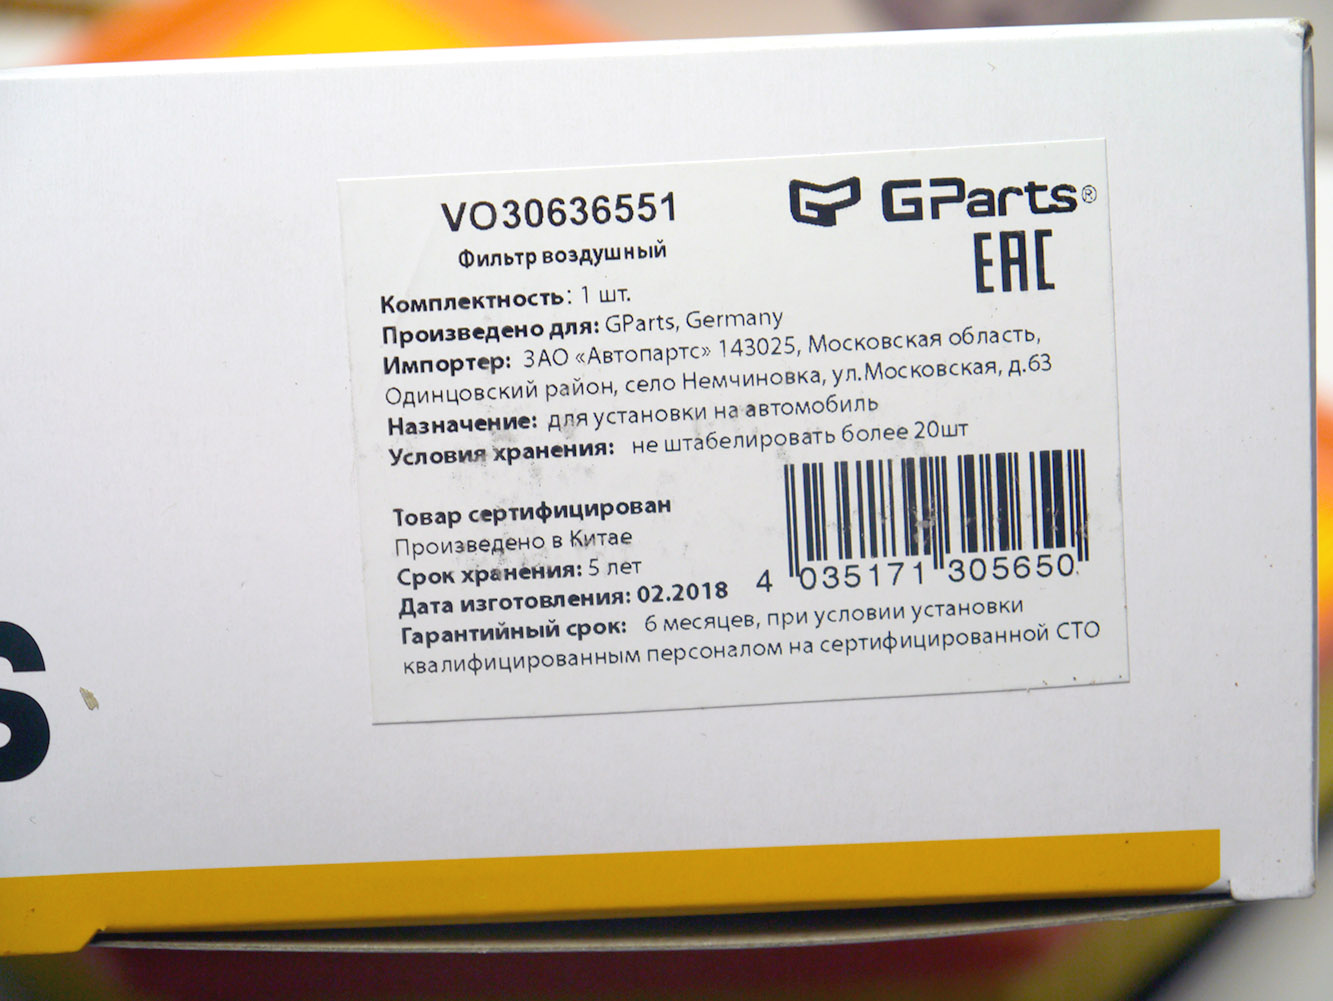 VO30636551
GParts®
Фильтр воздушный
EAC
Комплектность: 1 шт.
Произведено для: GParts, Germany
Импортер: ЗАО «Автопартс» 143025, Московская область,
Одинцовский район, село Немчиновка, ул.Московская, д.63
Назначение: для установки на автомобиль
Условия хранения: не штабелировать более 20шт
Товар сертифицирован
Произведено в Китае
Срок хранения: 5 лет
Дата изготовления: 02.2018
4 035171 305650
Гарантийный срок: 6 месяцев, при условии установки
квалифицированным персоналом на сертифицированной СТО
s